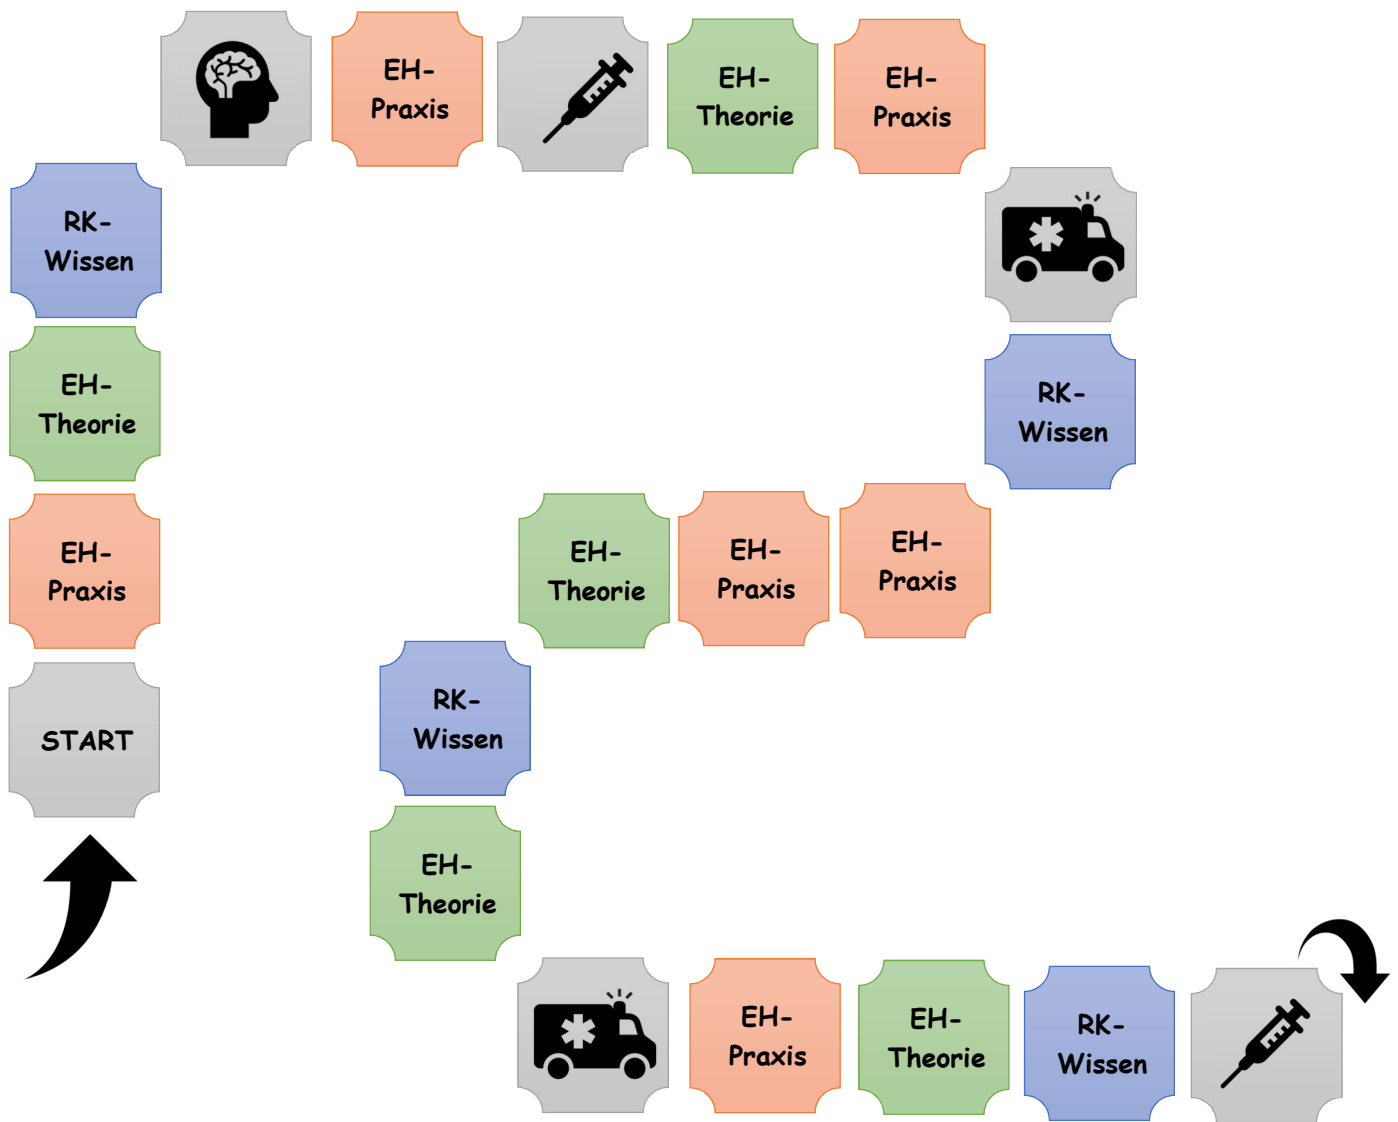 EH-
Praxis
EH-
Theorie
EH-
Praxis
RK-
Wissen
EH-
Theorie
RK-
Wissen
EH-
Praxis
EH-
Theorie
EH-
Praxis
EH-
Praxis
START
RK-
Wissen
EH-
Theorie
EH-
Praxis
EH-
Theorie
RK-
Wissen